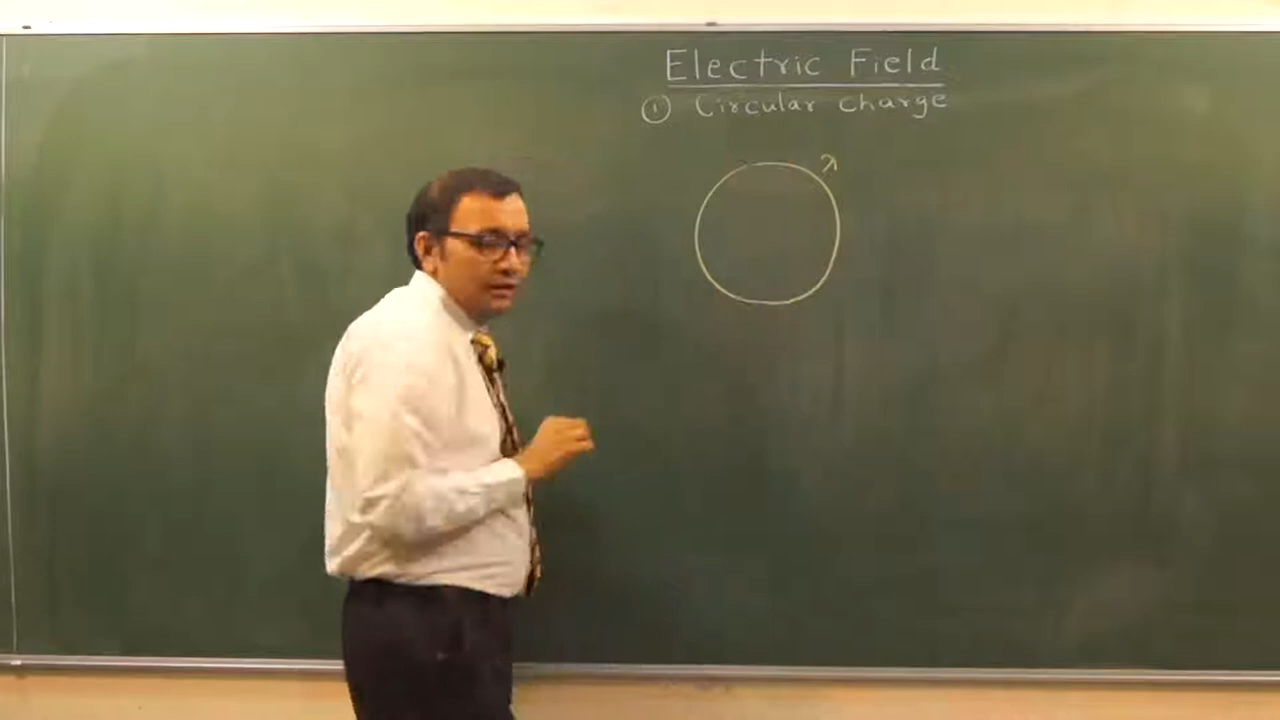 Electric Field
① Circular charge
λ